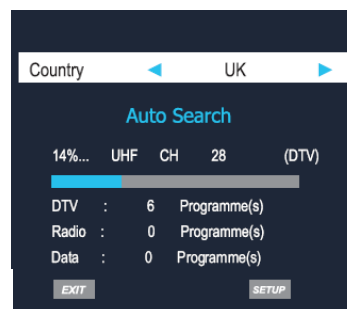 Country UK
Auto Search
14%... UHF CH 28 (DTV)
DTV : 6 Programme(s)
Radio : 0 Programme(s)
Data : 0 Programme(s)
EXIT SETUP